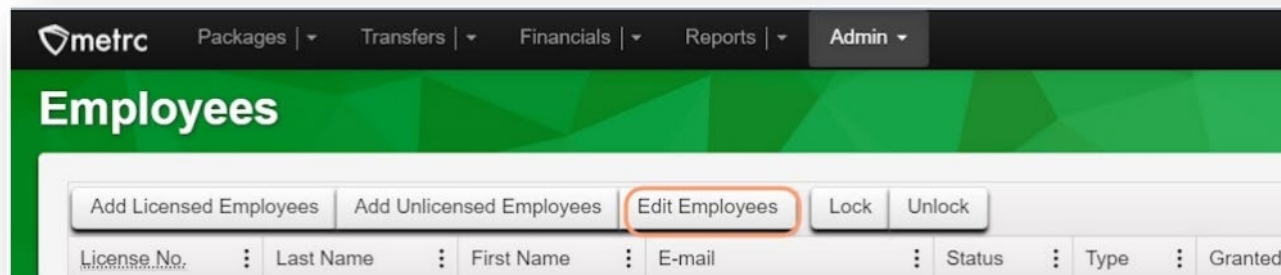 metrc Packages | Transfers | Financials | Reports | Admin
Employees
Add Licensed Employees Add Unlicensed Employees Edit Employees Lock Unlock
License No. Last Name First Name E-mail Status Type Granted